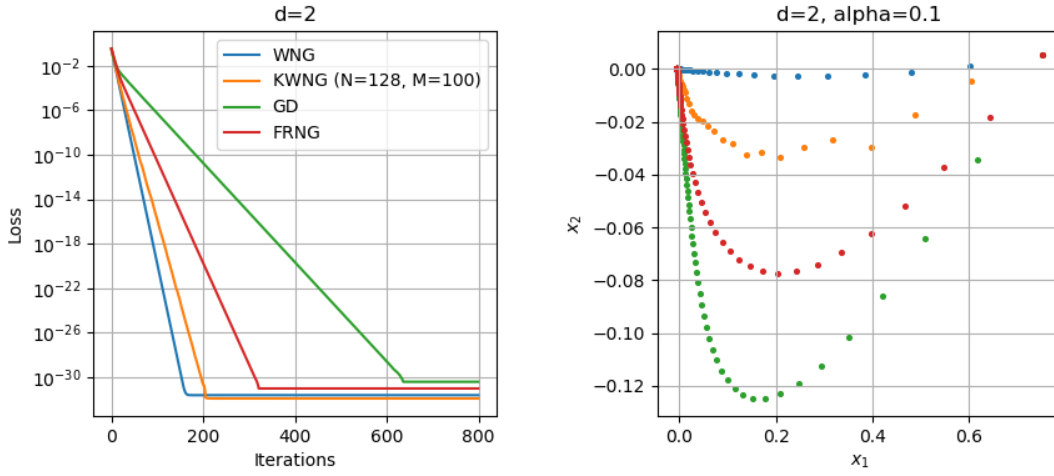 d=2
Loss
10^-2
10^-6
10^-10
10^-14
10^-18
10^-22
10^-26
10^-30
0
200
400
600
800
Iterations
WNG
KWNG (N=128, M=100)
GD
FRNG
d=2, alpha=0.1
x_2
0.00
−0.02
−0.04
−0.06
−0.08
−0.10
−0.12
0.0
0.2
0.4
0.6
x_1